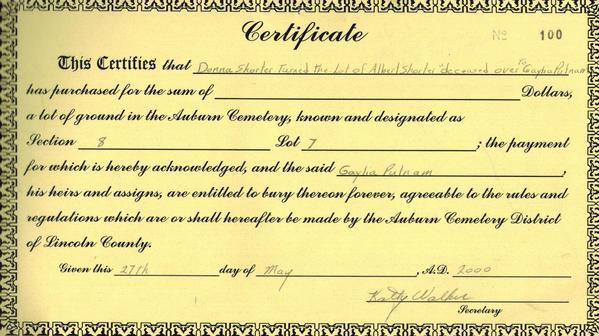 Certificate
No 100
This Certifies that Donna Shorter Turned the Lot of Albert Shorter "deceased over To Gaylia Putnam
has purchased for the sum of Dollars,
a lot of ground in the Auburn Cemetery, known and designated as
Section 8 Lot 7 ; the payment
for which is hereby acknowledged, and the said Gaylia Putnam ,
his heirs and assigns, are entitled to bury thereon forever, agreeable to the rules and
regulations which are or shall hereafter be made by the Auburn Cemetery District
of Lincoln County.
Given this 27th day of May , A.D. 2000
Kathy Walker
Secretary